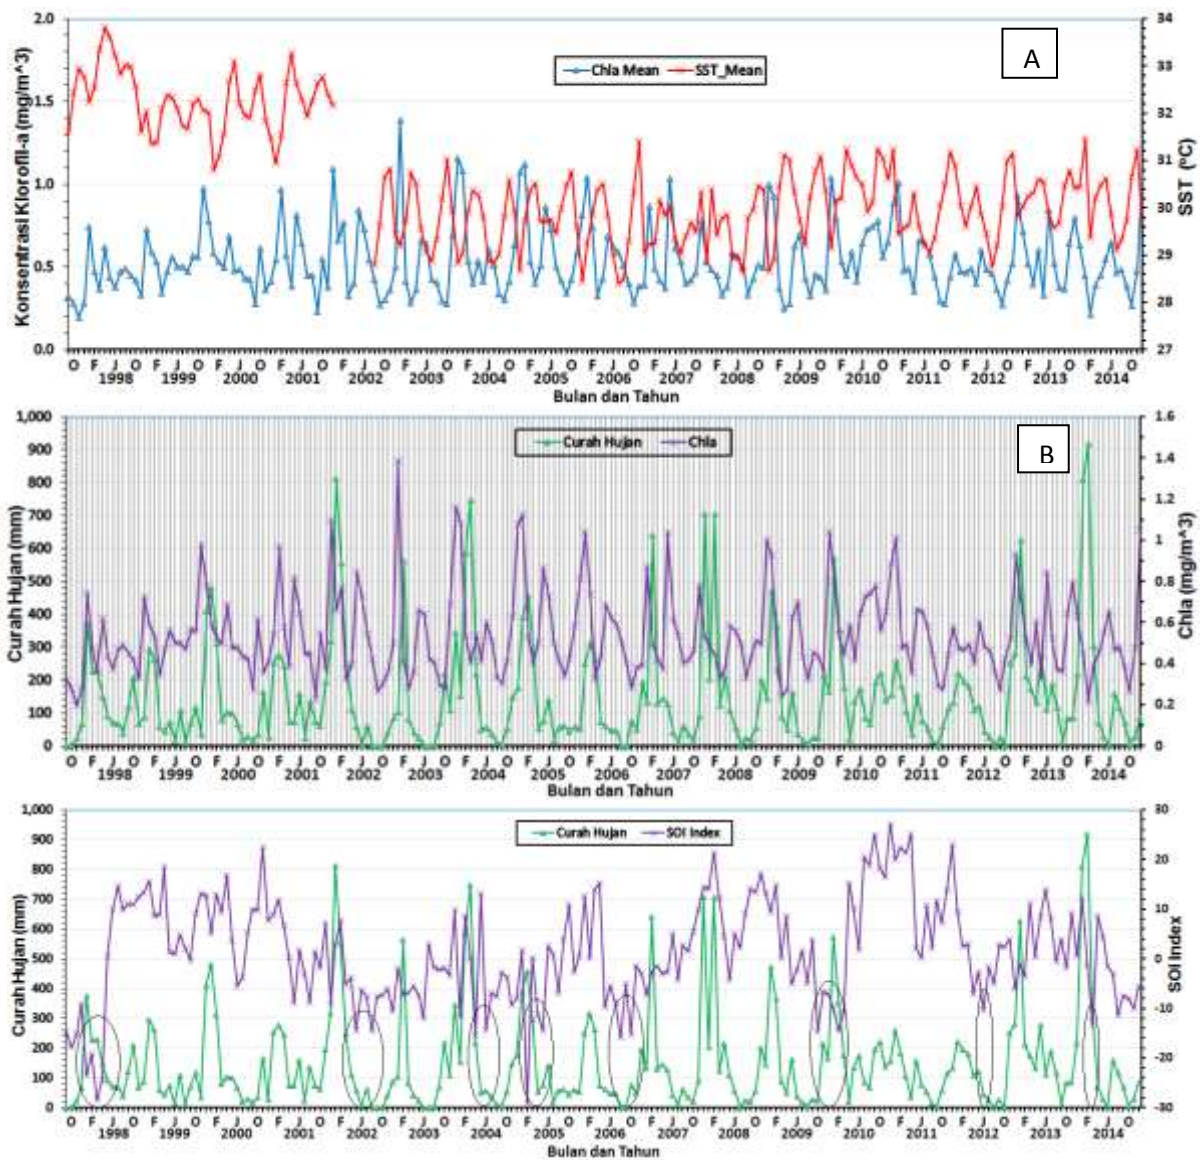 2.0
1.5
1.0
0.5
0.0
Konsentrasi Klorofil-a (mg/m^3)
Chla Mean SST_Mean
A
34
33
32
31
30
29
28
27
SST (ºC)
O F J O F J O F J O F J O F J O F J O F J O F J O F J O F J O F J O F J O F J O F J O F J O F J O
1998 1999 2000 2001 2002 2003 2004 2005 2006 2007 2008 2009 2010 2011 2012 2013 2014
Bulan dan Tahun
1,000
900
800
700
600
500
400
300
200
100
0
Curah Hujan (mm)
Curah Hujan Chla
B
1.6
1.4
1.2
1
0.8
0.6
0.4
0.2
0
Chla (mg/m^3)
O F J O F J O F J O F J O F J O F J O F J O F J O F J O F J O F J O F J O F J O F J O F J O F J O
1998 1999 2000 2001 2002 2003 2004 2005 2006 2007 2008 2009 2010 2011 2012 2013 2014
Bulan dan Tahun
1,000
900
800
700
600
500
400
300
200
100
0
Curah Hujan (mm)
Curah Hujan SOI Index
30
20
10
0
-10
-20
-30
SOI Index
O F J O F J O F J O F J O F J O F J O F J O F J O F J O F J O F J O F J O F J O F J O F J O F J O
1998 1999 2000 2001 2002 2003 2004 2005 2006 2007 2008 2009 2010 2011 2012 2013 2014
Bulan dan Tahun